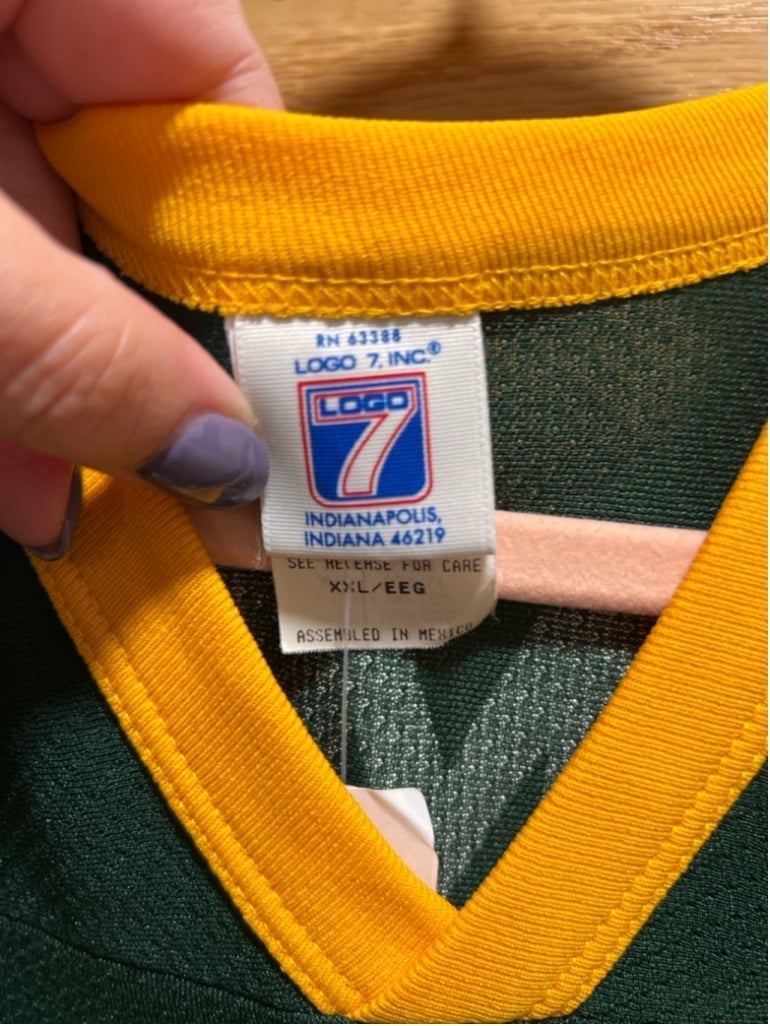 RN 63388
LOGO 7, INC.®
LOGO
7
INDIANAPOLIS,
INDIANA 46219
SEE REVERSE FOR CARE
XXL/EEG
ASSEMBLED IN MEXICO